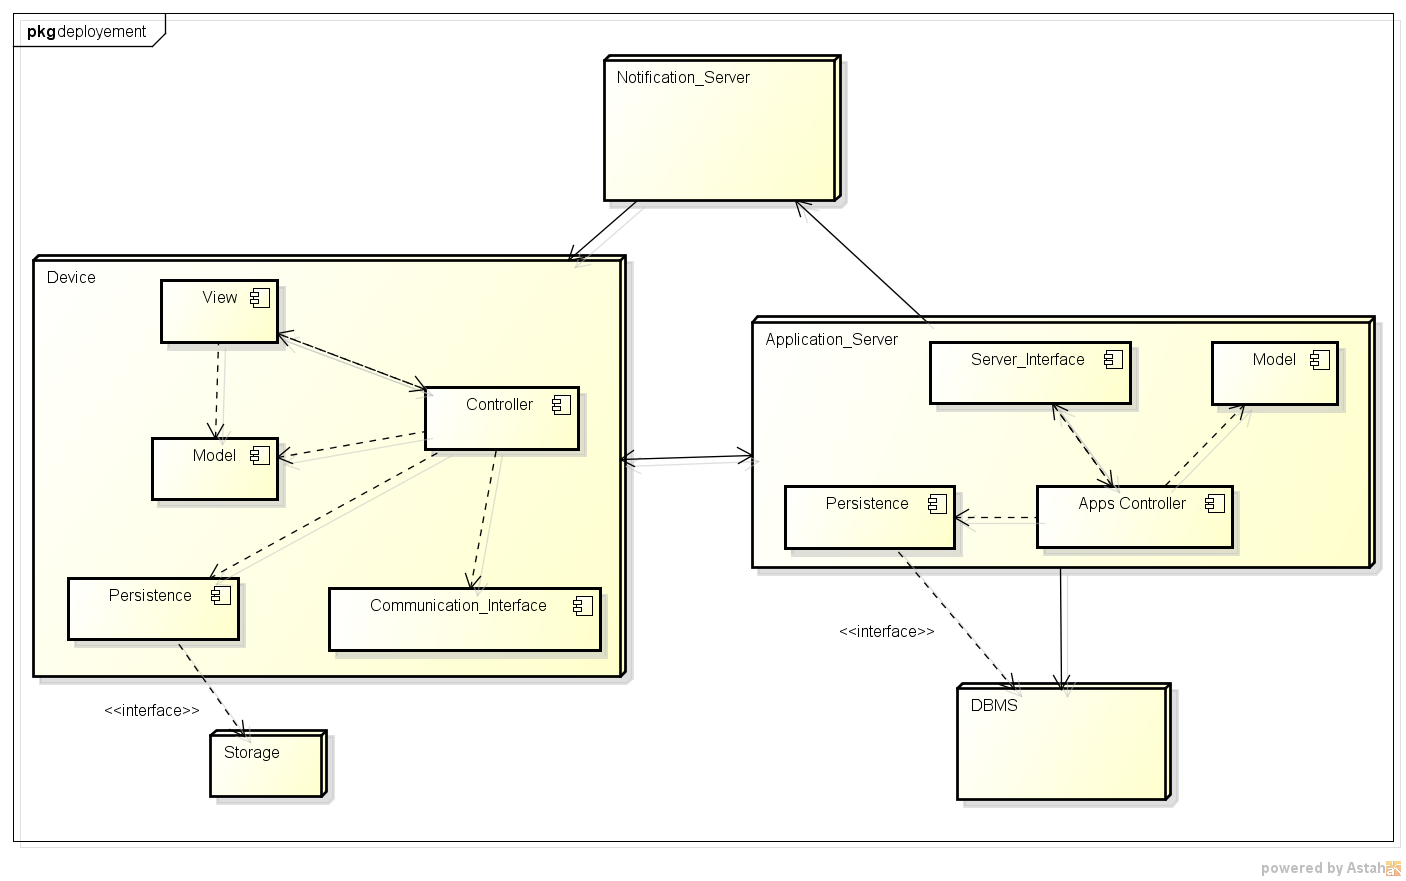 pkg deployement
Notification_Server
Device
View
Controller
Model
Persistence
Communication_Interface
<<interface>>
Storage
Application_Server
Server_Interface
Model
Persistence
Apps Controller
<<interface>>
DBMS
powered by Astah